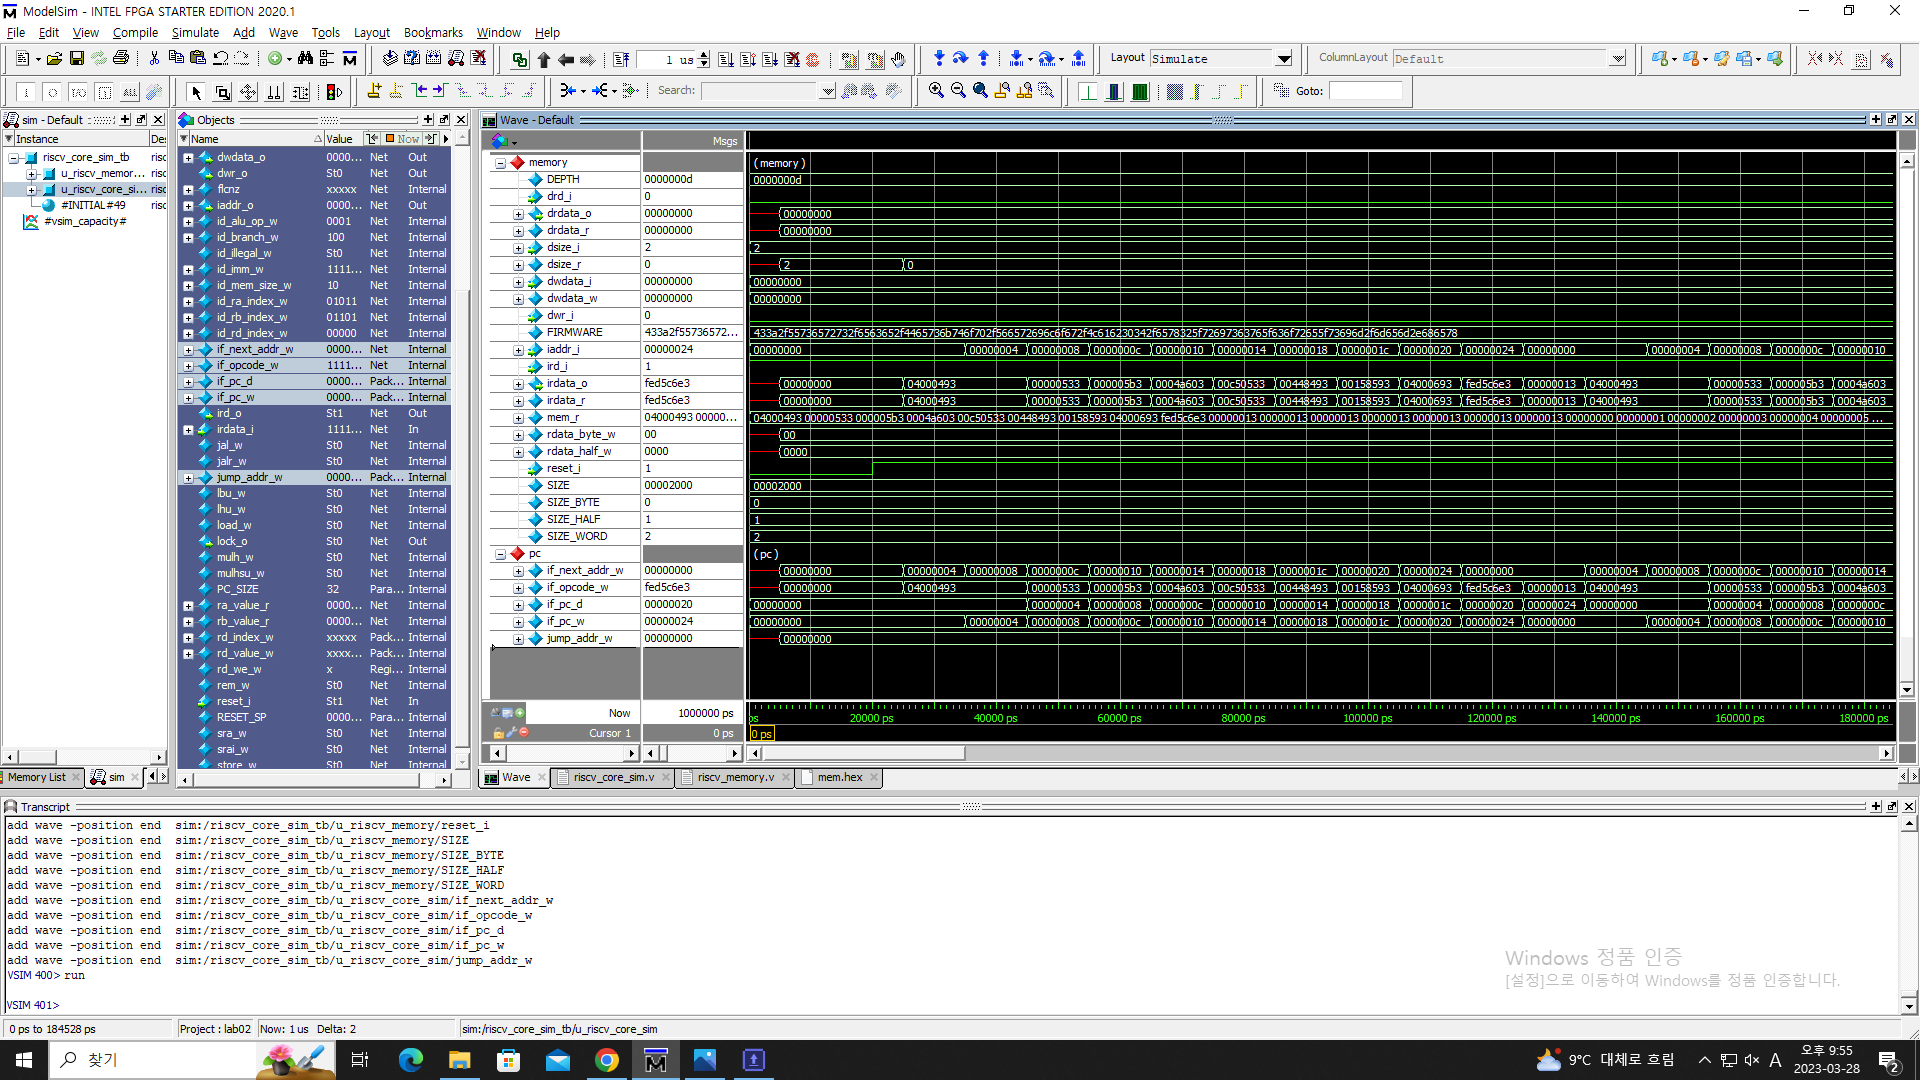 ModelSim - INTEL FPGA STARTER EDITION 2020.1
File Edit View Compile Simulate Add Wave Tools Layout Bookmarks Window Help
1 us
Layout Simulate
ColumnLayout Default
Search:
Goto:
sim - Default
Instance
riscv_core_sim_tb
u_riscv_memor...
u_riscv_core_si...
#INITIAL#49
#vsim_capacity#
Memory List
sim
Objects
Name Value Now
dwdata_o 0000... Net Out
dwr_o St0 Net Out
flcnz xxxxx Net Internal
iaddr_o 0000... Net Out
id_alu_op_w 0001 Net Internal
id_branch_w 100 Net Internal
id_illegal_w St0 Net Internal
id_imm_w 1111... Net Internal
id_mem_size_w 10 Net Internal
id_ra_index_w 01011 Net Internal
id_rb_index_w 01101 Net Internal
id_rd_index_w 00000 Net Internal
if_next_addr_w 0000... Net Internal
if_opcode_w 1111... Net Internal
if_pc_d 0000... Pack... Internal
if_pc_w 0000... Pack... Internal
ird_o St1 Net Out
irdata_i 1111... Net In
jal_w St0 Net Internal
jalr_w St0 Net Internal
jump_addr_w 0000... Pack... Internal
lbu_w St0 Net Internal
lhu_w St0 Net Internal
load_w St0 Net Internal
lock_o St0 Net Out
mulh_w St0 Net Internal
mulhsu_w St0 Net Internal
PC_SIZE 32 Para... Internal
ra_value_r 0000... Net Internal
rb_value_r 0000... Net Internal
rd_index_w xxxxx Pack... Internal
rd_value_w xxxx... Pack... Internal
rd_we_w x Regi... Internal
rem_w St0 Net Internal
reset_i St1 Net In
RESET_SP 0000... Para... Internal
sra_w St0 Net Internal
srai_w St0 Net Internal
store_w St0 Net Internal
Wave - Default
Msgs
memory (memory)
DEPTH 0000000d 0000000d
drd_i 0
drdata_o 00000000 00000000
drdata_r 00000000 00000000
dsize_i 2 2
dsize_r 0 2 0
dwdata_i 00000000 00000000
dwdata_w 00000000 00000000
dwr_i 0
FIRMWARE 433a2f55736572... 433a2f55736572732f6563652f4465736b746f702f566572696c6f672f4c616230342f6578325f72697363765f636f72655f73696d2f6d656d2e686578
iaddr_i 00000024 00000000 00000004 00000008 0000000c 00000010 00000014 00000018 0000001c 00000020 00000024 00000000 00000004 00000008 0000000c 00000010
ird_i 1
irdata_o fed5c6e3 00000000 04000493 00000533 000005b3 0004a603 00c50533 00448493 00158593 04000693 fed5c6e3 00000013 04000493 00000533 000005b3 0004a603
irdata_r fed5c6e3 00000000 04000493 00000533 000005b3 0004a603 00c50533 00448493 00158593 04000693 fed5c6e3 00000013 04000493 00000533 000005b3 0004a603
mem_r 04000493 00000... 04000493 00000533 000005b3 0004a603 00c50533 00448493 00158593 04000693 fed5c6e3 00000013 00000013 00000013 00000013 00000013 00000013 00000000 00000001 00000002 00000003 00000004 00000005 ...
rdata_byte_w 00 00
rdata_half_w 0000 0000
reset_i 1
SIZE 00002000 00002000
SIZE_BYTE 0 0
SIZE_HALF 1 1
SIZE_WORD 2 2
pc (pc)
if_next_addr_w 00000000 00000000 00000004 00000008 0000000c 00000010 00000014 00000018 0000001c 00000020 00000024 00000000 00000004 00000008 0000000c 00000010 00000014
if_opcode_w fed5c6e3 00000000 04000493 00000533 000005b3 0004a603 00c50533 00448493 00158593 04000693 fed5c6e3 00000013 04000493 00000533 000005b3 0004a603
if_pc_d 00000020 00000000 00000004 00000008 0000000c 00000010 00000014 00000018 0000001c 00000020 00000024 00000000 00000004 00000008 0000000c
if_pc_w 00000024 00000000 00000004 00000008 0000000c 00000010 00000014 00000018 0000001c 00000020 00000024 00000000 00000004 00000008 0000000c 00000010
jump_addr_w 00000000 00000000
Now 1000000 ps
20000 ps 40000 ps 60000 ps 80000 ps 100000 ps 120000 ps 140000 ps 160000 ps 180000 ps
Cursor 1 0 ps 0 ps
Wave riscv_core_sim.v riscv_memory.v mem.hex
Transcript
add wave -position end sim:/riscv_core_sim_tb/u_riscv_memory/reset_i
add wave -position end sim:/riscv_core_sim_tb/u_riscv_memory/SIZE
add wave -position end sim:/riscv_core_sim_tb/u_riscv_memory/SIZE_BYTE
add wave -position end sim:/riscv_core_sim_tb/u_riscv_memory/SIZE_HALF
add wave -position end sim:/riscv_core_sim_tb/u_riscv_memory/SIZE_WORD
add wave -position end sim:/riscv_core_sim_tb/u_riscv_core_sim/if_next_addr_w
add wave -position end sim:/riscv_core_sim_tb/u_riscv_core_sim/if_opcode_w
add wave -position end sim:/riscv_core_sim_tb/u_riscv_core_sim/if_pc_d
add wave -position end sim:/riscv_core_sim_tb/u_riscv_core_sim/if_pc_w
add wave -position end sim:/riscv_core_sim_tb/u_riscv_core_sim/jump_addr_w
VSIM 400> run
VSIM 401>
Windows 정품 인증
[설정]으로 이동하여 Windows를 정품 인증합니다.
0 ps to 184528 ps Project : lab02 Now: 1 us Delta: 2 sim:/riscv_core_sim_tb/u_riscv_core_sim
찾기
9°C 대체로 흐림
A
오후 9:55
2023-03-28
2